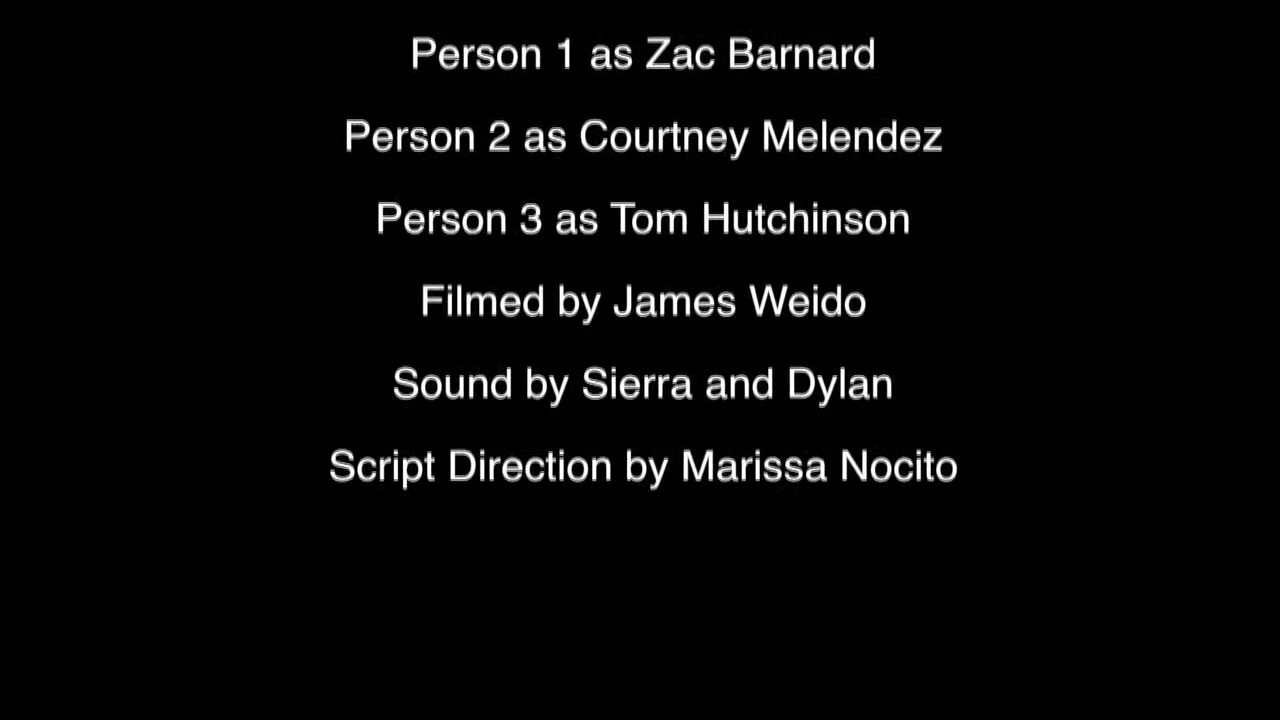 Person 1 as Zac Barnard
Person 2 as Courtney Melendez
Person 3 as Tom Hutchinson
Filmed by James Weido
Sound by Sierra and Dylan
Script Direction by Marissa Nocito